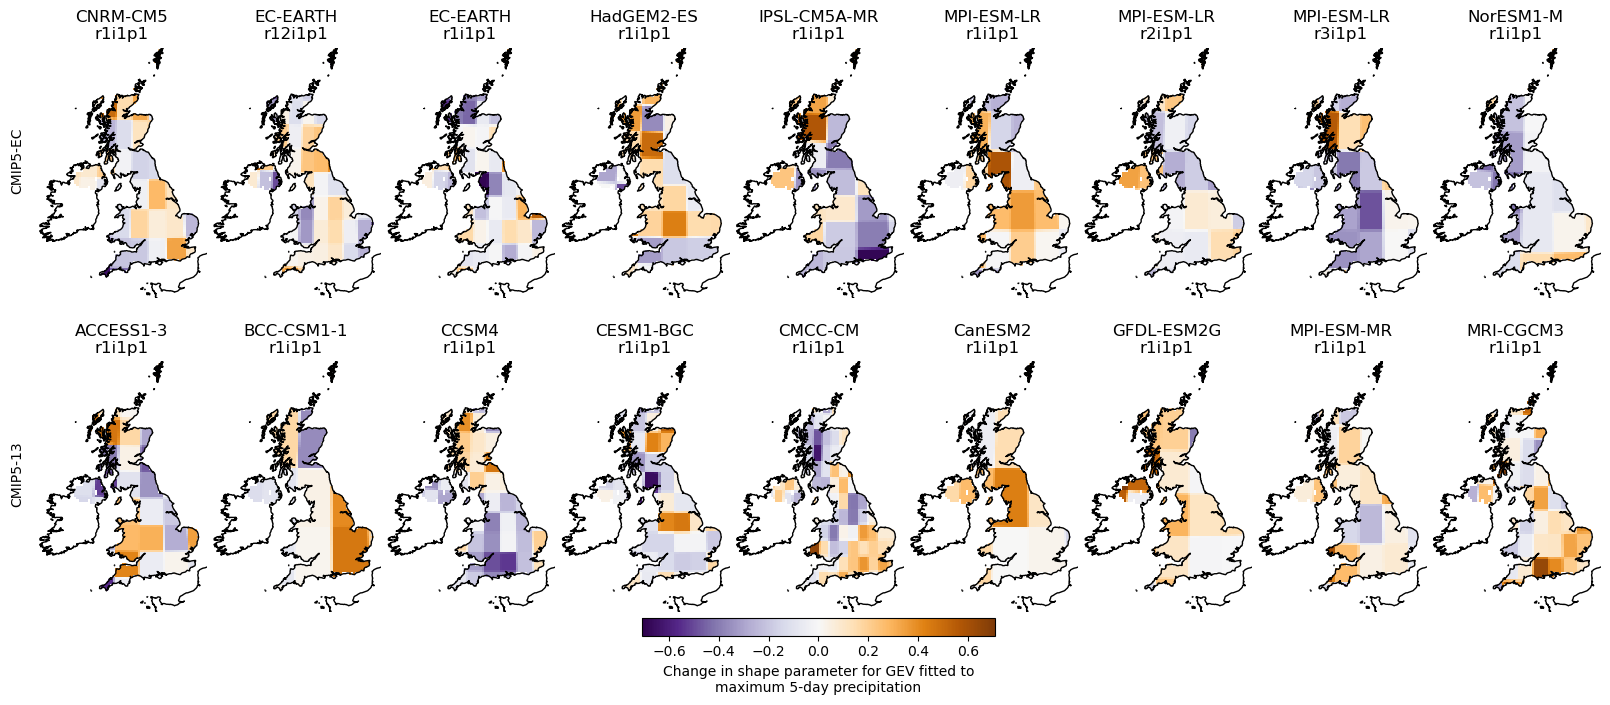 CNRM-CM5
r1i1p1
EC-EARTH
r12i1p1
EC-EARTH
r1i1p1
HadGEM2-ES
r1i1p1
IPSL-CM5A-MR
r1i1p1
MPI-ESM-LR
r1i1p1
MPI-ESM-LR
r2i1p1
MPI-ESM-LR
r3i1p1
NorESM1-M
r1i1p1
CMIP5-EC
ACCESS1-3
r1i1p1
BCC-CSM1-1
r1i1p1
CCSM4
r1i1p1
CESM1-BGC
r1i1p1
CMCC-CM
r1i1p1
CanESM2
r1i1p1
GFDL-ESM2G
r1i1p1
MPI-ESM-MR
r1i1p1
MRI-CGCM3
r1i1p1
CMIP5-13
−0.6 −0.4 −0.2 0.0 0.2 0.4 0.6
Change in shape parameter for GEV fitted to
maximum 5-day precipitation